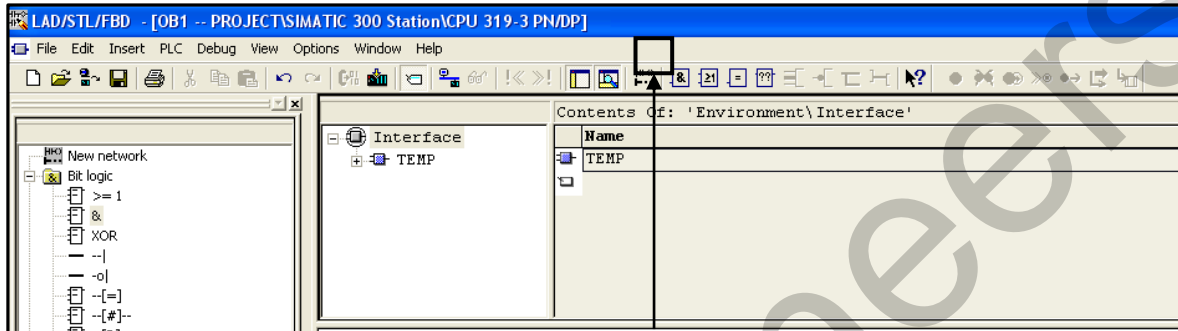 LAD/STL/FBD - [OB1 -- PROJECT\SIMATIC 300 Station\CPU 319-3 PN/DP]
File Edit Insert PLC Debug View Options Window Help
Contents Of: 'Environment\Interface'
Interface
Name
TEMP
TEMP
New network
Bit logic
>= 1
&
XOR
--|
-o|
--[=]
--[#]--